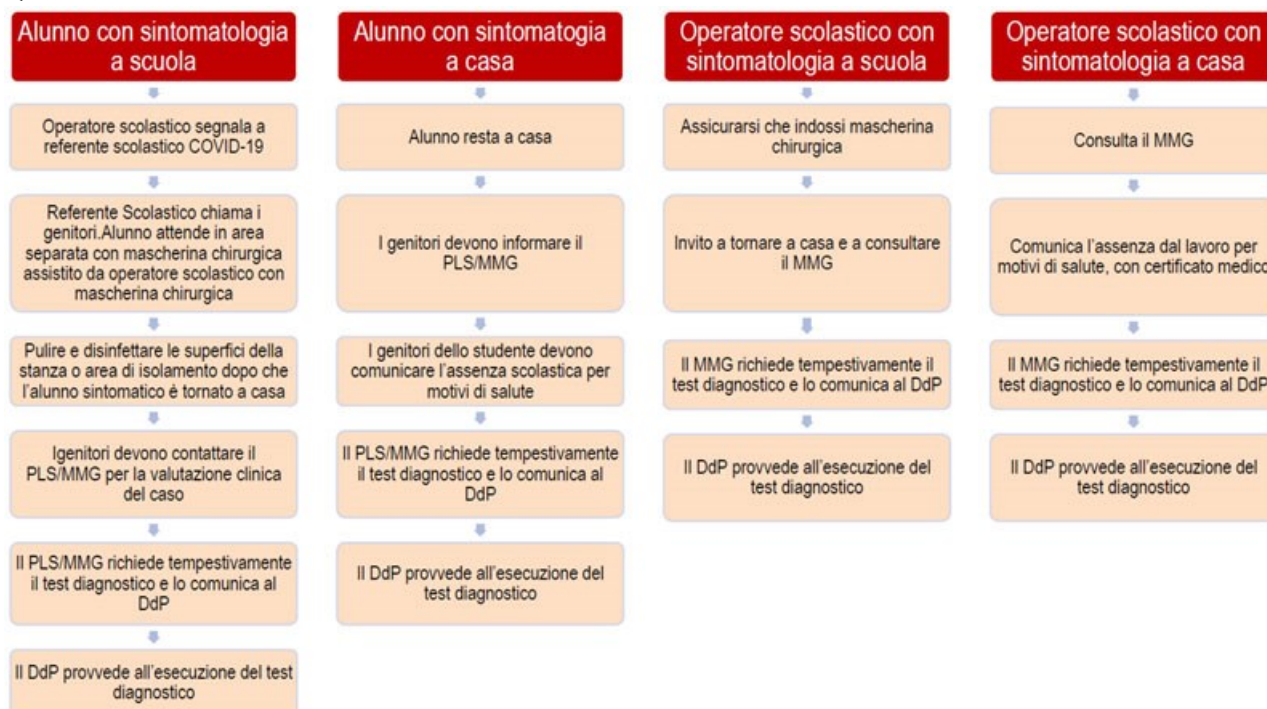 Alunno con sintomatologia
a scuola
Operatore scolastico segnala a
referente scolastico COVID-19
Referente Scolastico chiama i
genitori.Alunno attende in area
separata con mascherina chirurgica
assistito da operatore scolastico con
mascherina chirurgica
Pulire e disinfettare le superfici della
stanza o area di isolamento dopo che
l'alunno sintomatico è tornato a casa
Igenitori devono contattare il
PLS/MMG per la valutazione clinica
del caso
Il PLS/MMG richiede tempestivamente
il test diagnostico e lo comunica al
DdP
Il DdP provvede all'esecuzione del test
diagnostico
Alunno con sintomatogia
a casa
Alunno resta a casa
I genitori devono informare il
PLS/MMG
I genitori dello studente devono
comunicare l'assenza scolastica per
motivi di salute
Il PLS/MMG richiede tempestivamente
il test diagnostico e lo comunica al
DdP
Il DdP provvede all'esecuzione del
test diagnostico
Operatore scolastico con
sintomatologia a scuola
Assicurarsi che indossi mascherina
chirurgica
Invito a tornare a casa e a consultare
il MMG
Il MMG richiede tempestivamente il
test diagnostico e lo comunica al DdP
Il DdP provvede all'esecuzione del
test diagnostico
Operatore scolastico con
sintomatologia a casa
Consulta il MMG
Comunica l'assenza dal lavoro per
motivi di salute, con certificato medico
Il MMG richiede tempestivamente il
test diagnostico e lo comunica al DdP
Il DdP provvede all'esecuzione del
test diagnostico